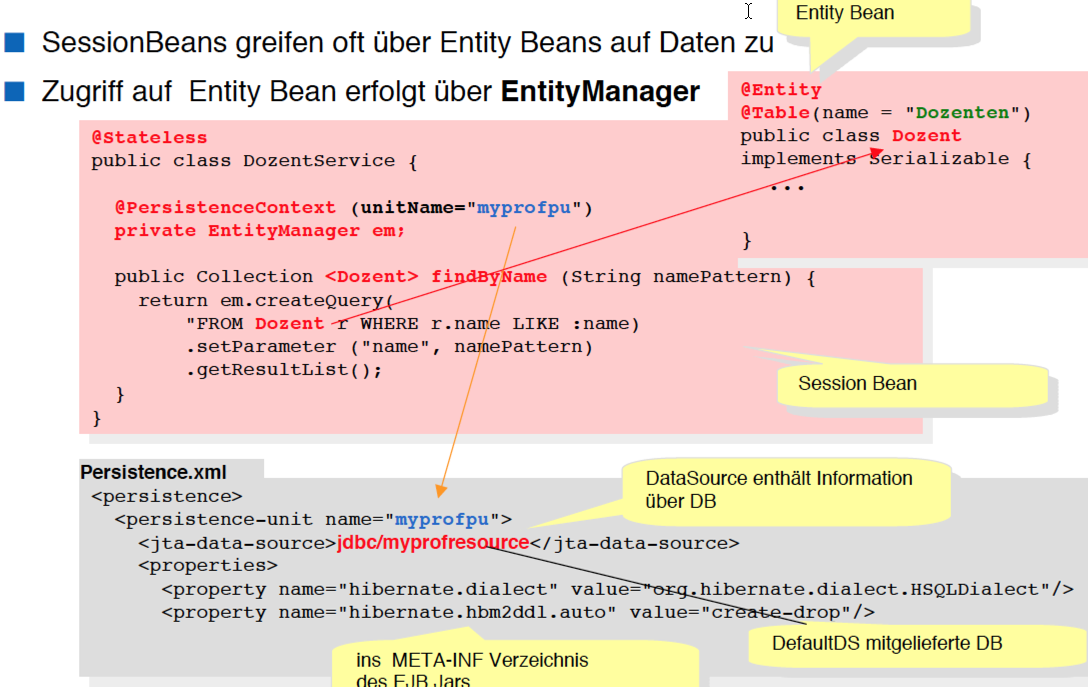 SessionBeans greifen oft über Entity Beans auf Daten zu
Zugriff auf Entity Bean erfolgt über EntityManager
Entity Bean
@Entity
@Table(name = "Dozenten")
public class Dozent
implements Serializable {
...
}
@Stateless
public class DozentService {
@PersistenceContext (unitName="myprofpu")
private EntityManager em;
public Collection <Dozent> findByName (String namePattern) {
return em.createQuery(
"FROM Dozent r WHERE r.name LIKE :name)
.setParameter ("name", namePattern)
.getResultList();
}
}
Session Bean
Persistence.xml
<persistence>
<persistence-unit name="myprofpu">
<jta-data-source>jdbc/myprofresource</jta-data-source>
<properties>
<property name="hibernate.dialect" value="org.hibernate.dialect.HSQLDialect"/>
<property name="hibernate.hbm2ddl.auto" value="create-drop"/>
DataSource enthält Information
über DB
DefaultDS mitgelieferte DB
ins META-INF Verzeichnis
des EJB Jars